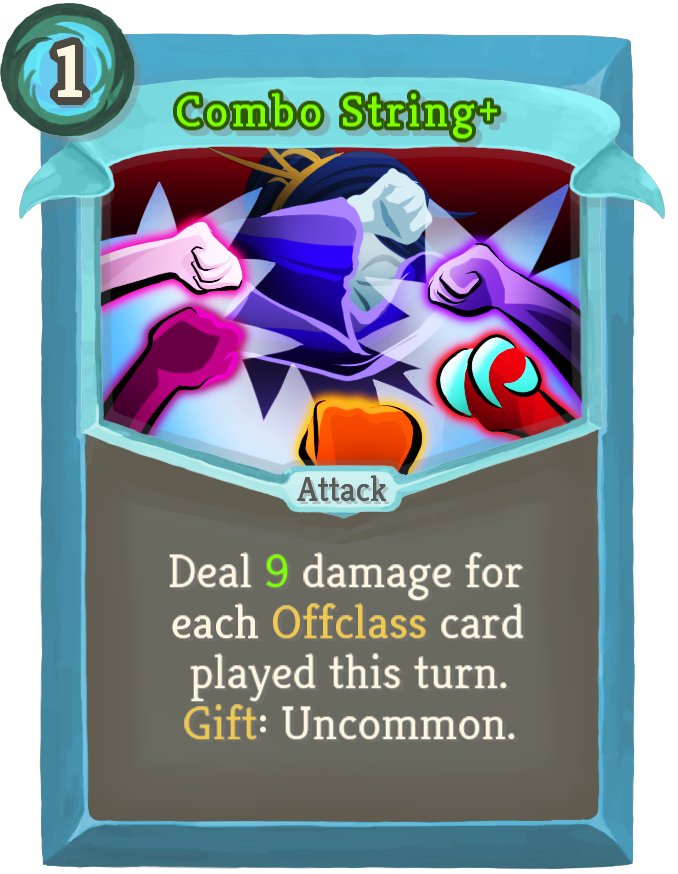 1
Combo String+
Attack
Deal 9 damage for
each Offclass card
played this turn.
Gift: Uncommon.